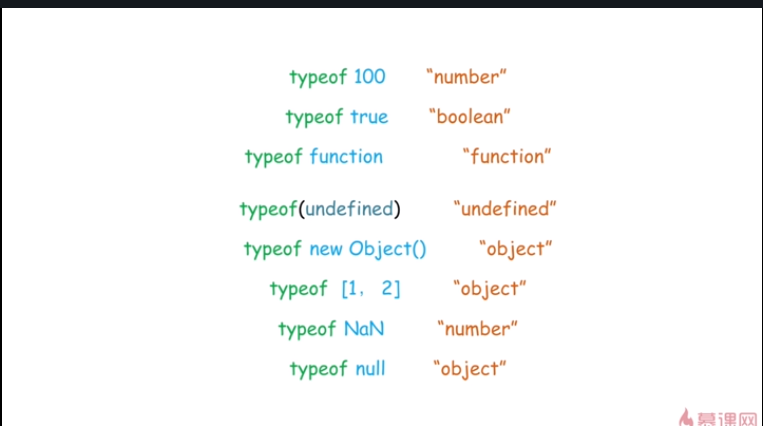 typeof 100 “number”
typeof true “boolean”
typeof function “function”
typeof(undefined) “undefined”
typeof new Object() “object”
typeof [1， 2] “object”
typeof NaN “number”
typeof null “object”
慕课网